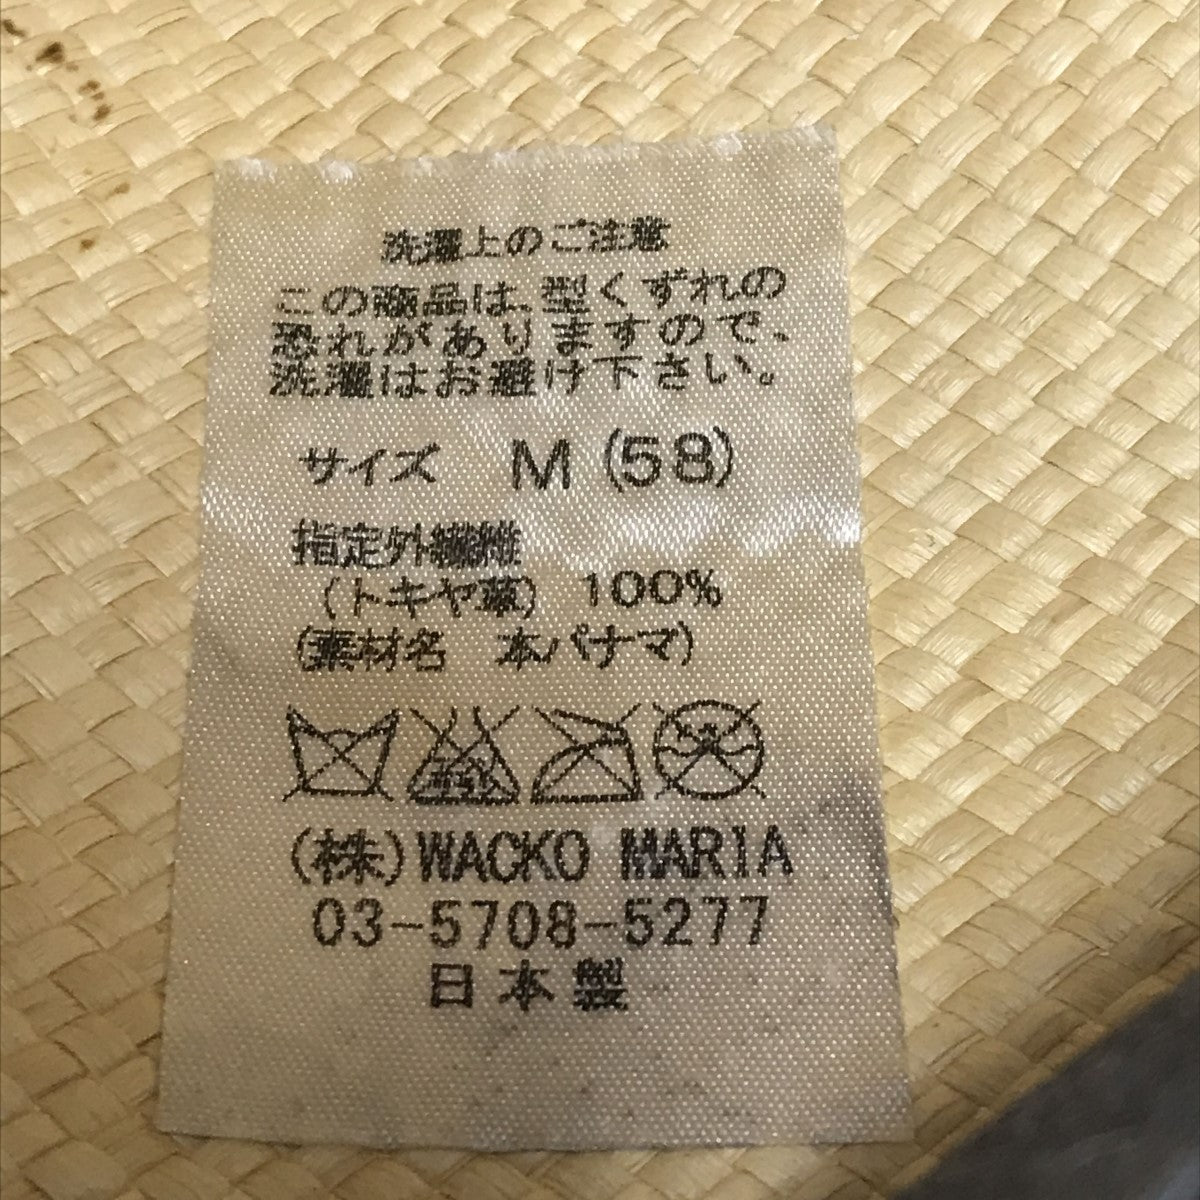 洗濯上のご注意
この商品は、型くずれの
恐れがありますので、
洗濯はお避け下さい。
サイズ M (58)
指定外繊維
(トキヤ草) 100%
(素材名 本パナマ)
(株)WACKO MARIA
03-5708-5277
日本製